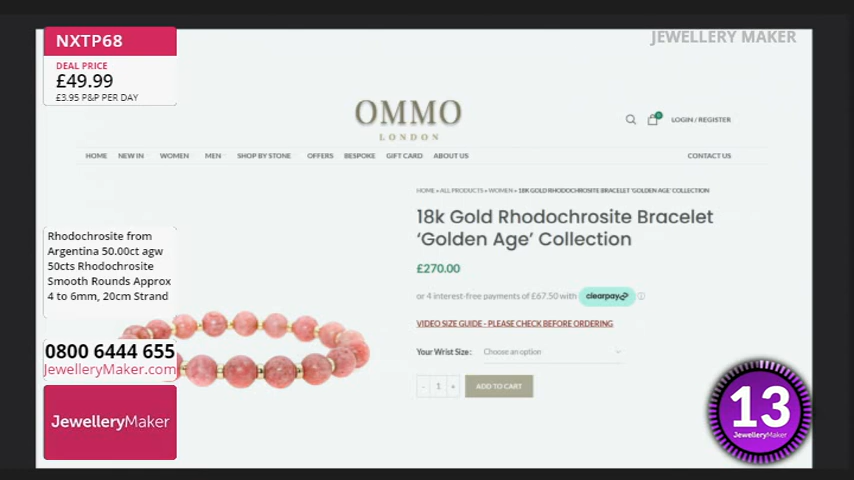 NXTP68
DEAL PRICE
£49.99
£3.95 P&P PER DAY
JEWELLERY MAKER
OMMO
LONDON
0
LOGIN / REGISTER
HOME NEW IN WOMEN MEN SHOP BY STONE OFFERS BESPOKE GIFT CARD ABOUT US CONTACT US
HOME » ALL PRODUCTS » WOMEN » 18K GOLD RHODOCHROSITE BRACELET 'GOLDEN AGE' COLLECTION
18k Gold Rhodochrosite Bracelet
‘Golden Age’ Collection
£270.00
or 4 interest-free payments of £67.50 with clearpay
VIDEO SIZE GUIDE - PLEASE CHECK BEFORE ORDERING
Your Wrist Size: Choose an option
- 1 + ADD TO CART
Rhodochrosite from
Argentina 50.00ct agw
50cts Rhodochrosite
Smooth Rounds Approx
4 to 6mm, 20cm Strand
0800 6444 655
JewelleryMaker.com
JewelleryMaker
13
JewelleryMaker